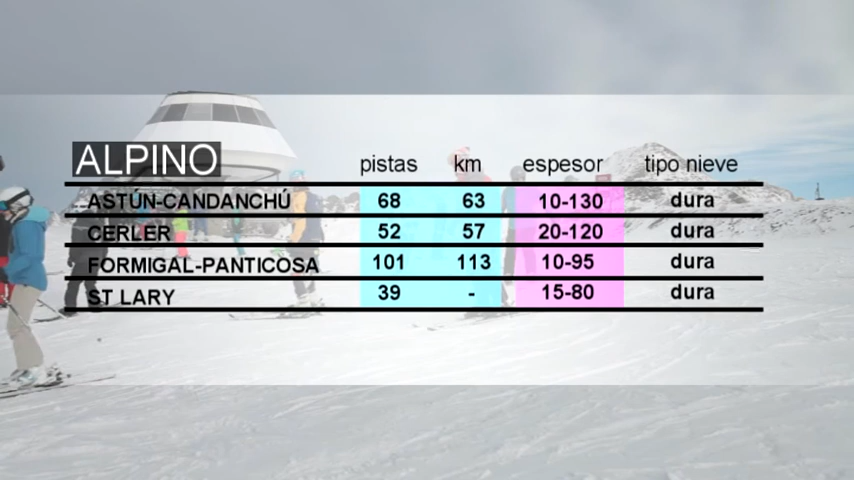 ALPINO pistas km espesor tipo nieve
ASTÚN-CANDANCHÚ 68 63 10-130 dura
CERLER 52 57 20-120 dura
FORMIGAL-PANTICOSA 101 113 10-95 dura
ST LARY 39 - 15-80 dura